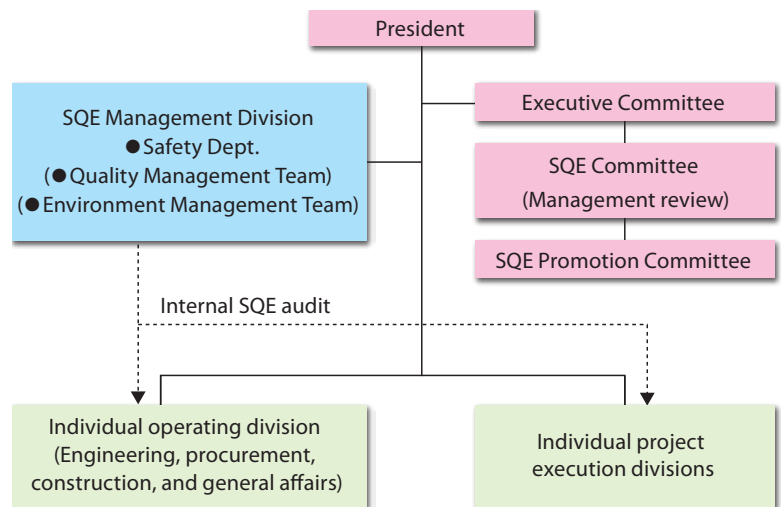 President
SQE Management Division
●Safety Dept.
(●Quality Management Team)
(●Environment Management Team)
Executive Committee
SQE Committee
(Management review)
SQE Promotion Committee
Internal SQE audit
Individual operating division
(Engineering, procurement,
construction, and general affairs)
Individual project
execution divisions